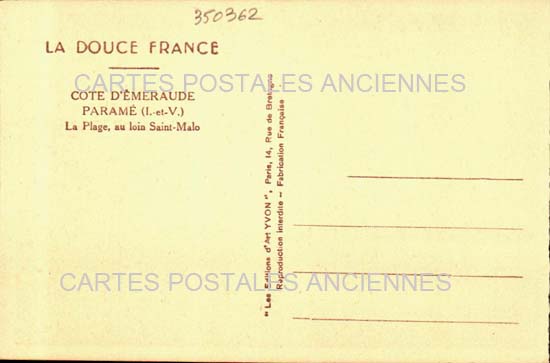 350362
LA DOUCE FRANCE
CARTES POSTALES ANCIENNES
COTE D'ÉMERAUDE
PARAMÉ (I.-et-V.)
La Plage, au loin Saint-Malo
"Les Editions d'Art YVON", Paris, 14, Rue de Bretagne
Reproduction interdite -- Fabrication Française
CARTES POSTALES ANCIENNES